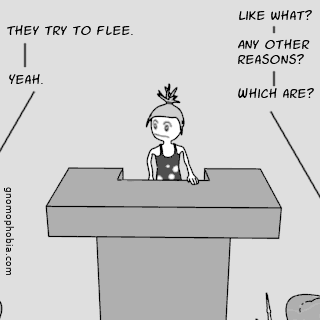 THEY TRY TO FLEE.
YEAH.
LIKE WHAT?
ANY OTHER
REASONS?
WHICH ARE?
gnomophobia.com